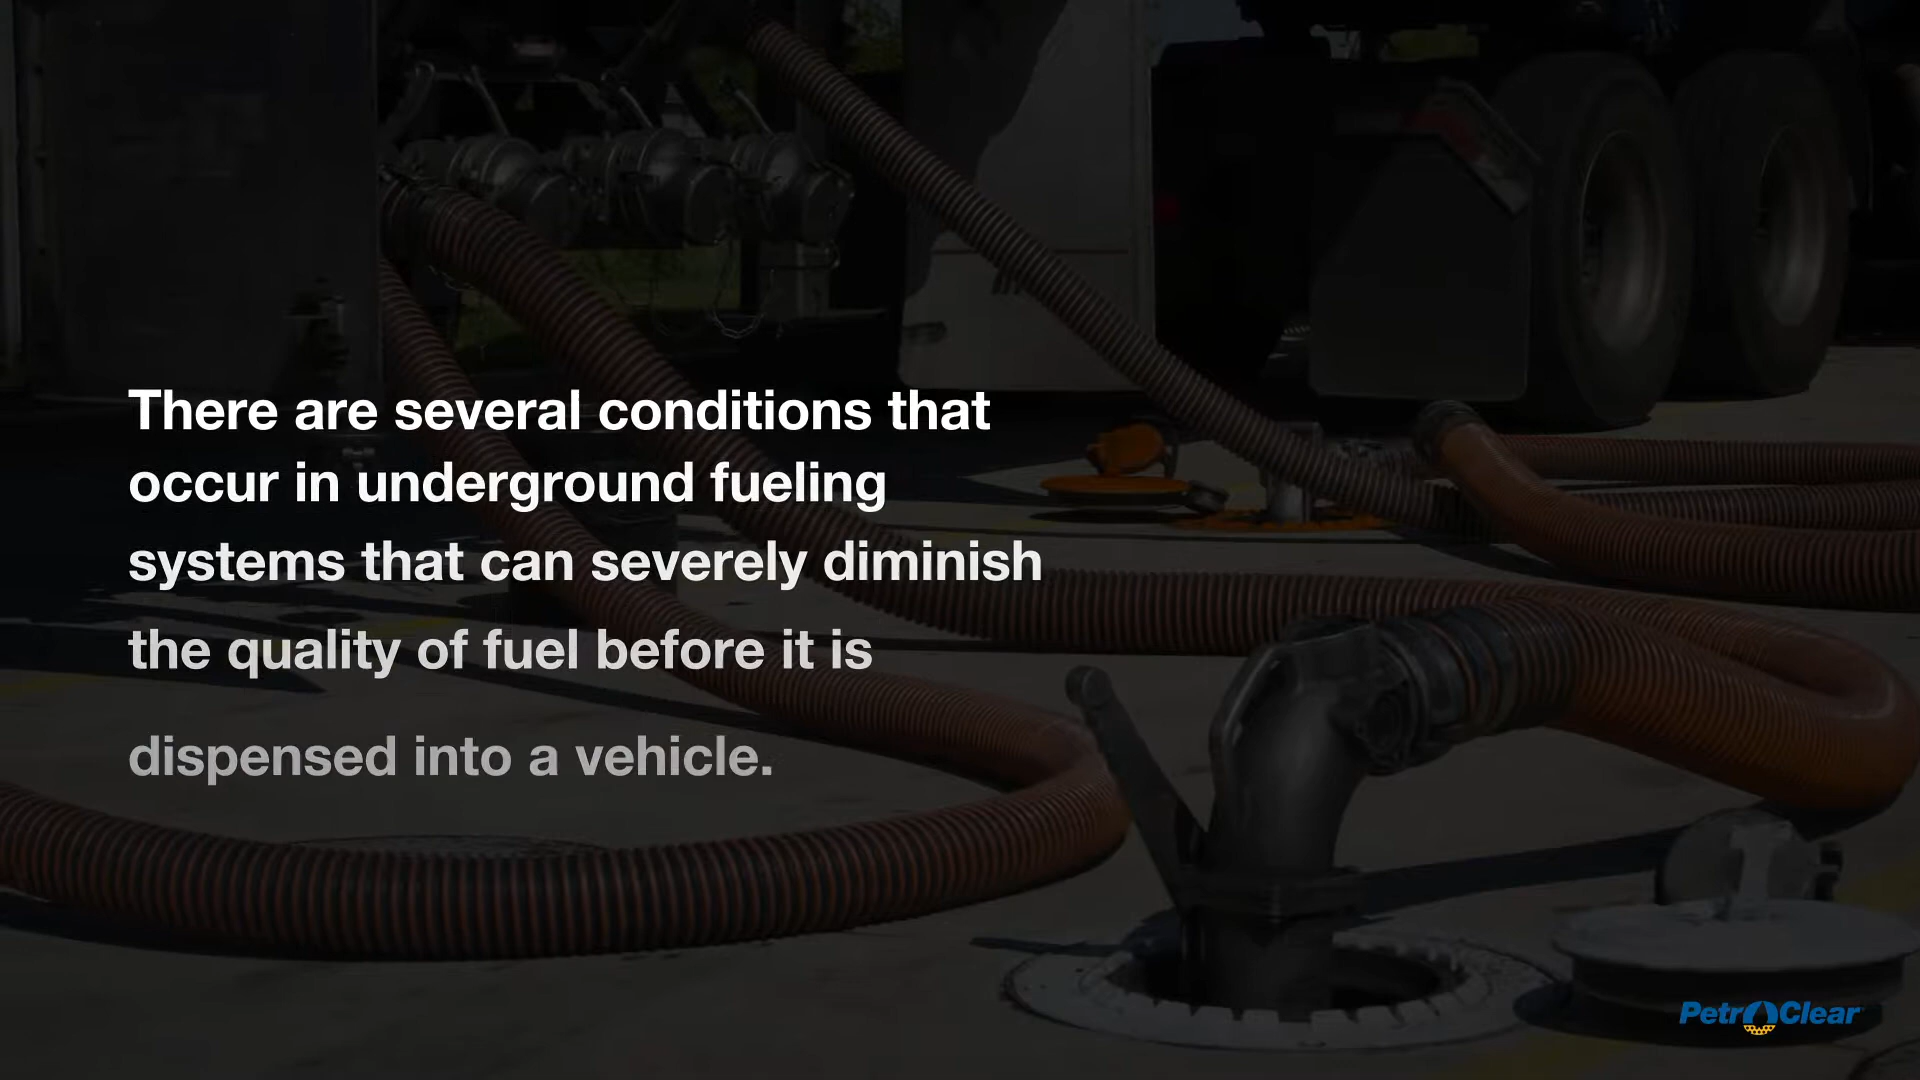 There are several conditions that
occur in underground fueling
systems that can severely diminish
the quality of fuel before it is
dispensed into a vehicle.
PetroClear